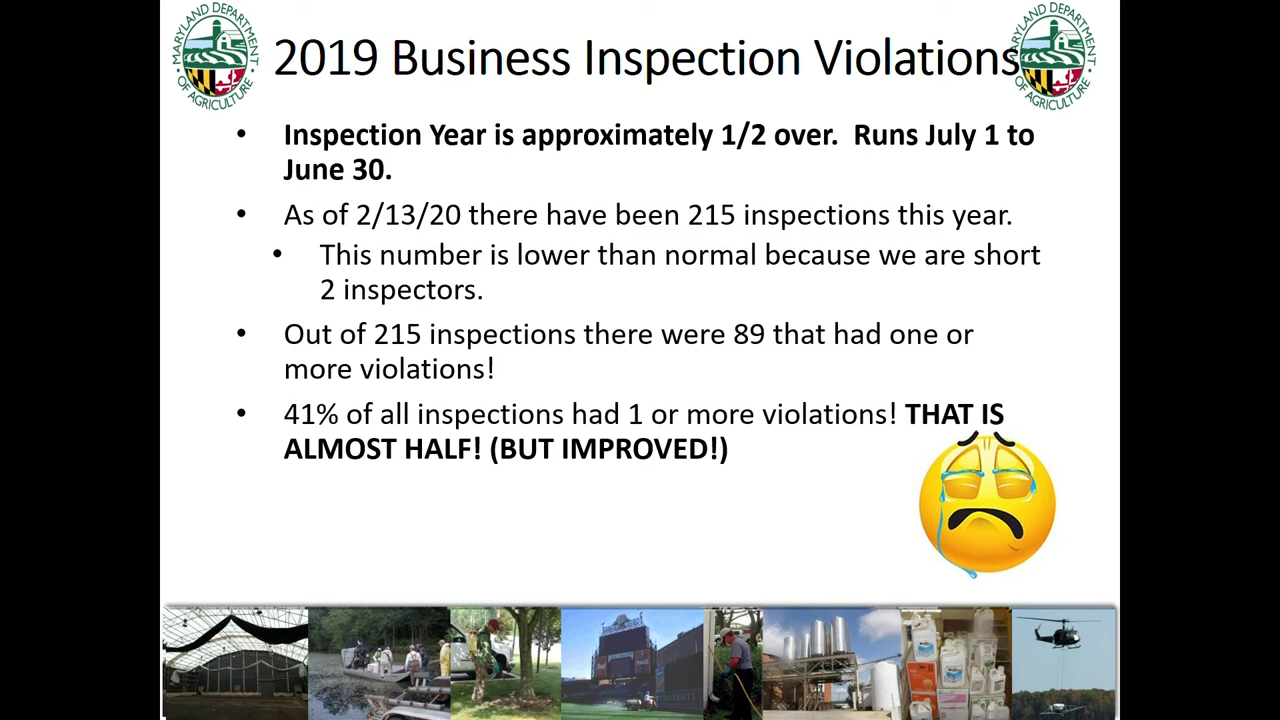 MARYLAND DEPARTMENT
OF AGRICULTURE
2019 Business Inspection Violations
MARYLAND DEPARTMENT
OF AGRICULTURE
• Inspection Year is approximately 1/2 over.  Runs July 1 to
June 30.
• As of 2/13/20 there have been 215 inspections this year.
• This number is lower than normal because we are short
2 inspectors.
• Out of 215 inspections there were 89 that had one or
more violations!
• 41% of all inspections had 1 or more violations! THAT IS
ALMOST HALF! (BUT IMPROVED!)